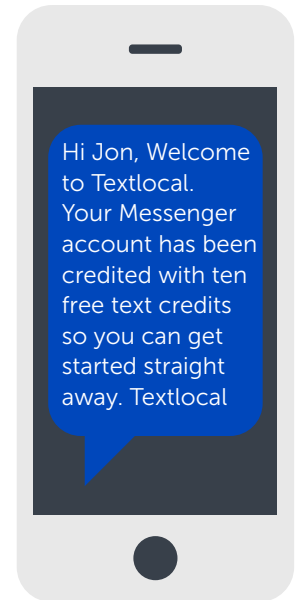 Hi Jon, Welcome
to Textlocal.
Your Messenger
account has been
credited with ten
free text credits
so you can get
started straight
away. Textlocal